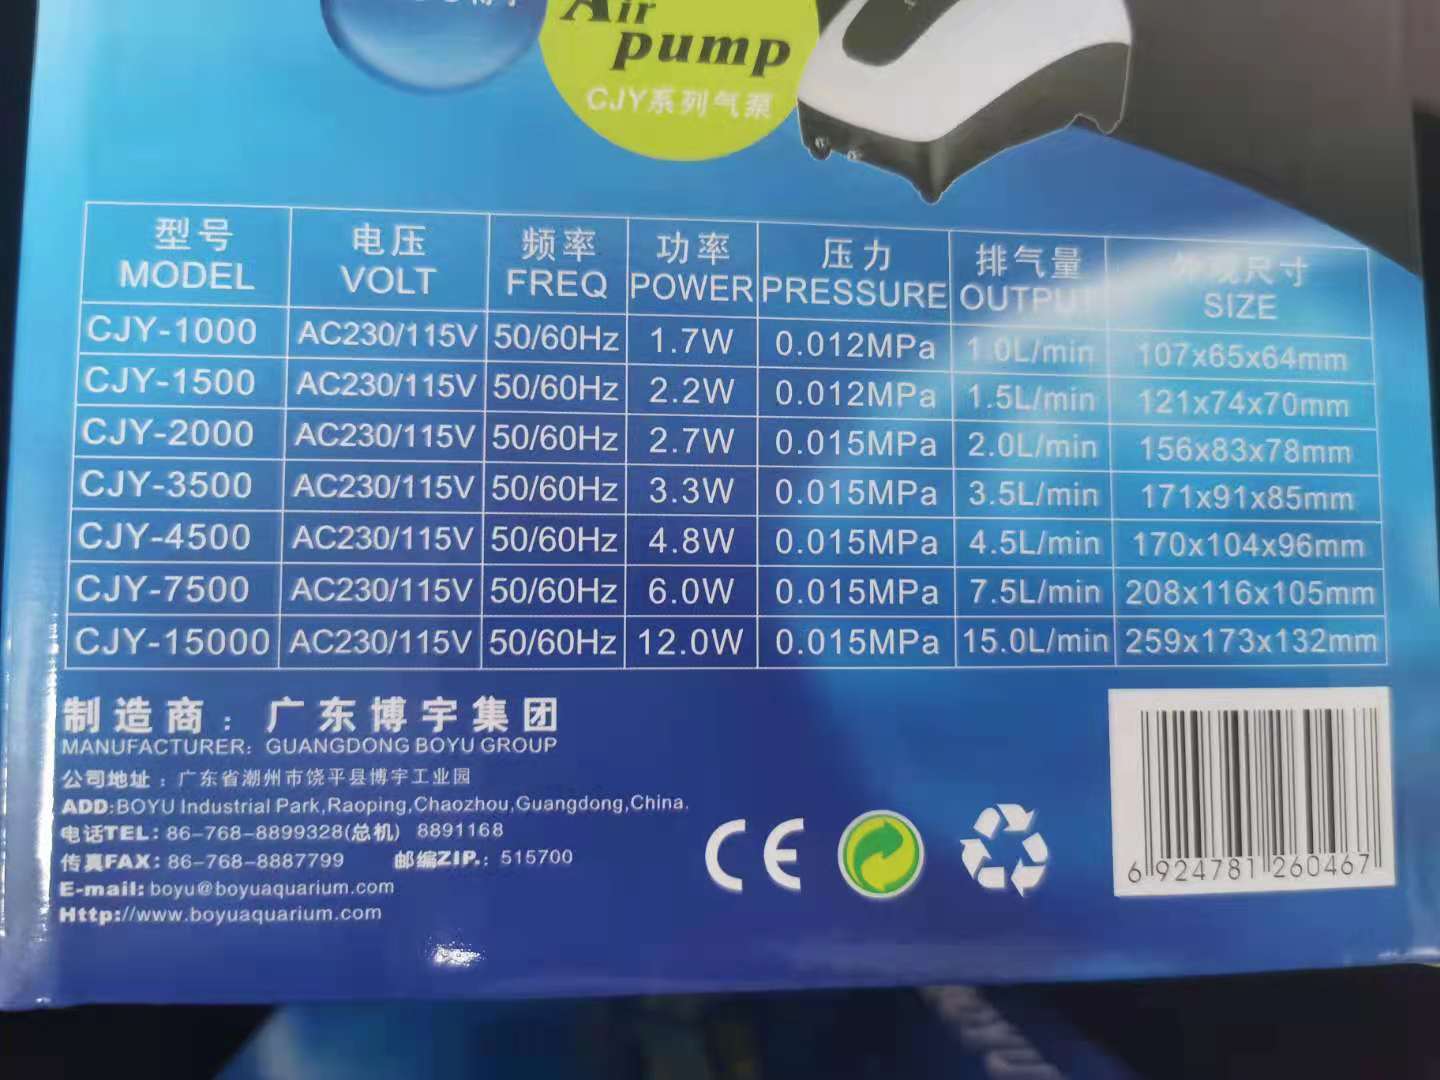 Air
pump
CJY系列气泵
型号 电压 频率 功率 压力 排气量 外观尺寸
MODEL VOLT FREQ POWER PRESSURE OUTPUT SIZE
CJY-1000 AC230/115V 50/60Hz 1.7W 0.012MPa 1.0L/min 107x65x64mm
CJY-1500 AC230/115V 50/60Hz 2.2W 0.012MPa 1.5L/min 121x74x70mm
CJY-2000 AC230/115V 50/60Hz 2.7W 0.015MPa 2.0L/min 156x83x78mm
CJY-3500 AC230/115V 50/60Hz 3.3W 0.015MPa 3.5L/min 171x91x85mm
CJY-4500 AC230/115V 50/60Hz 4.8W 0.015MPa 4.5L/min 170x104x96mm
CJY-7500 AC230/115V 50/60Hz 6.0W 0.015MPa 7.5L/min 208x116x105mm
CJY-15000 AC230/115V 50/60Hz 12.0W 0.015MPa 15.0L/min 259x173x132mm
制造商：广东博宇集团
MANUFACTURER: GUANGDONG BOYU GROUP
公司地址：广东省潮州市饶平县博宇工业园
ADD:BOYU Industrial Park,Raoping,Chaozhou,Guangdong,China.
电话TEL: 86-768-8899328(总机) 8891168
传真FAX: 86-768-8887799 邮编ZIP.: 515700
E-mail: boyu@boyuaquarium.com
Http://www.boyuaquarium.com
CE
6 924781 260467